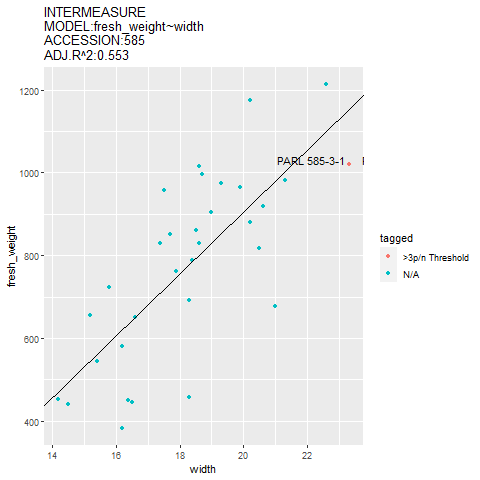 INTERMEASURE
MODEL:fresh_weight~width
ACCESSION:585
ADJ.R^2:0.553
1200
PARL 585-3-1
1000
800
600
400
fresh_weight
14 16 18 20 22
width
tagged
>3p/n Threshold
N/A